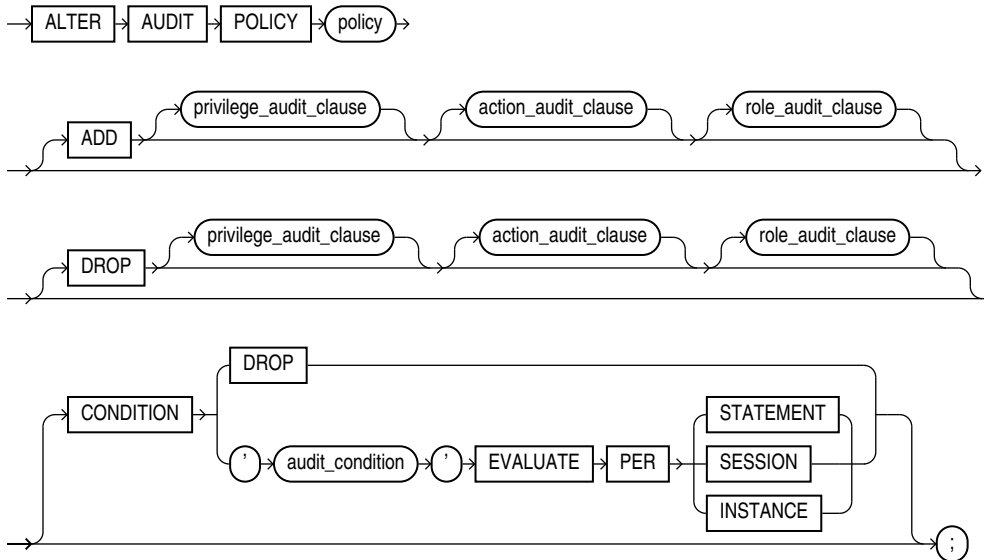 ALTER AUDIT POLICY policy
privilege_audit_clause action_audit_clause role_audit_clause
ADD
privilege_audit_clause action_audit_clause role_audit_clause
DROP
DROP
CONDITION STATEMENT
' audit_condition ' EVALUATE PER SESSION
INSTANCE
;